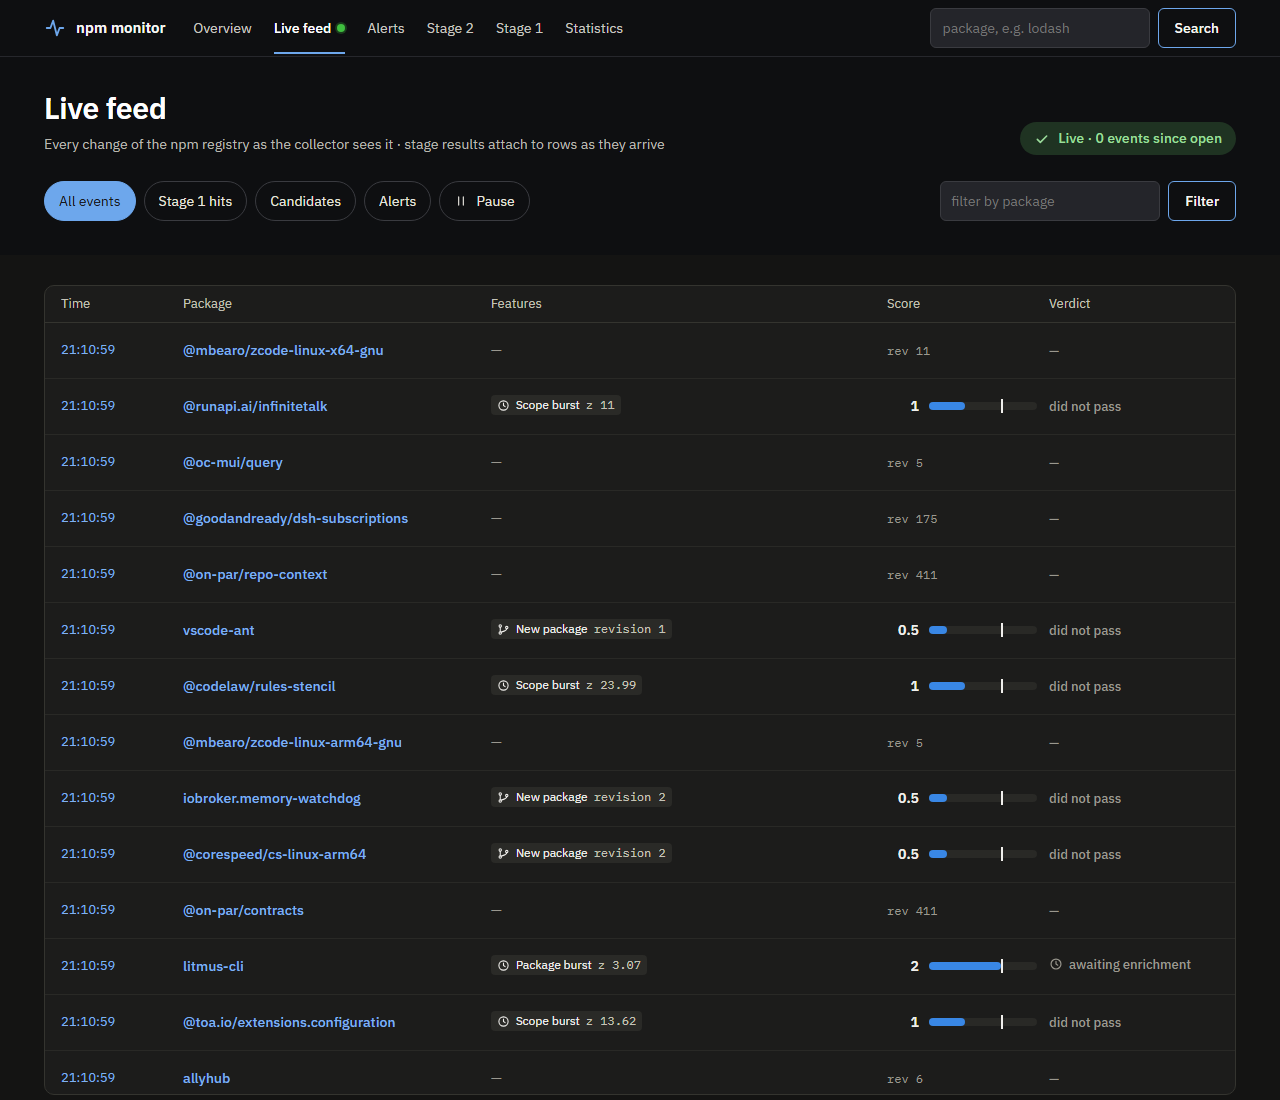 npm monitor Overview Live feed Alerts Stage 2 Stage 1 Statistics package, e.g. lodash Search
Live feed
Every change of the npm registry as the collector sees it · stage results attach to rows as they arrive
Live · 0 events since open
All events Stage 1 hits Candidates Alerts Pause filter by package Filter
Time Package Features Score Verdict
21:10:59 @mbearo/zcode-linux-x64-gnu — rev 11 —
21:10:59 @runapi.ai/infinitetalk Scope burst z 11 1 did not pass
21:10:59 @oc-mui/query — rev 5 —
21:10:59 @goodandready/dsh-subscriptions — rev 175 —
21:10:59 @on-par/repo-context — rev 411 —
21:10:59 vscode-ant New package revision 1 0.5 did not pass
21:10:59 @codelaw/rules-stencil Scope burst z 23.99 1 did not pass
21:10:59 @mbearo/zcode-linux-arm64-gnu — rev 5 —
21:10:59 iobroker.memory-watchdog New package revision 2 0.5 did not pass
21:10:59 @corespeed/cs-linux-arm64 New package revision 2 0.5 did not pass
21:10:59 @on-par/contracts — rev 411 —
21:10:59 litmus-cli Package burst z 3.07 2 awaiting enrichment
21:10:59 @toa.io/extensions.configuration Scope burst z 13.62 1 did not pass
21:10:59 allyhub — rev 6 —